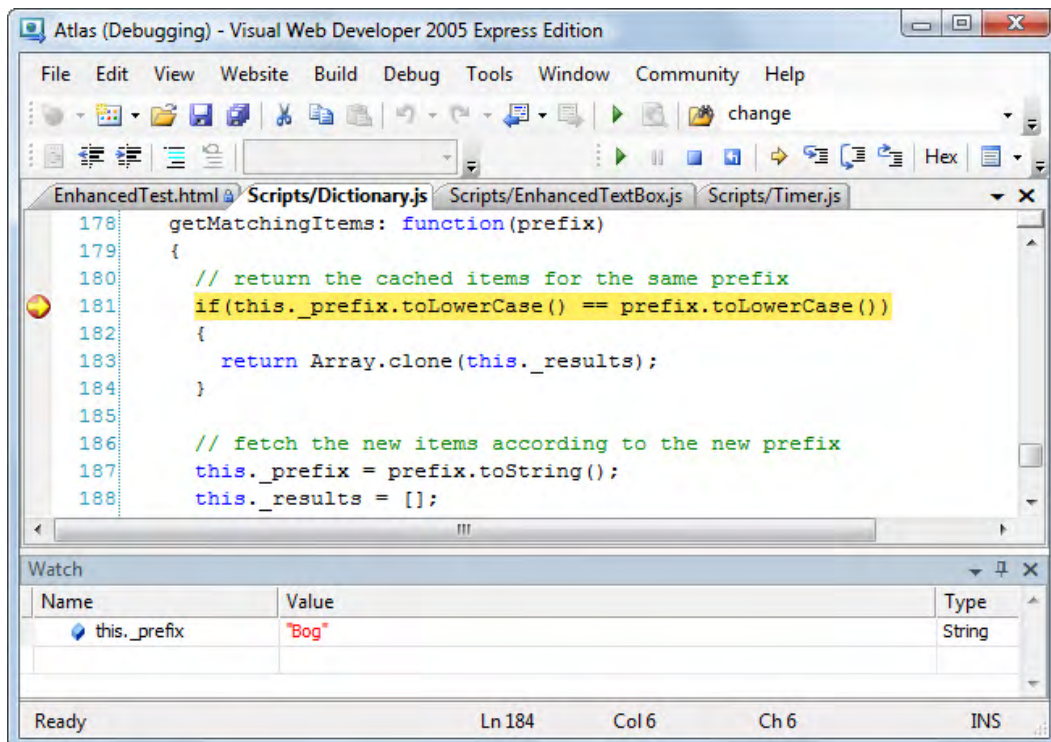 Atlas (Debugging) - Visual Web Developer 2005 Express Edition
File Edit View Website Build Debug Tools Window Community Help
change
Hex
EnhancedTest.html Scripts/Dictionary.js Scripts/EnhancedTextBox.js Scripts/Timer.js
178 getMatchingItems: function(prefix)
179 {
180 // return the cached items for the same prefix
181 if(this._prefix.toLowerCase() == prefix.toLowerCase())
182 {
183 return Array.clone(this._results);
184 }
185
186 // fetch the new items according to the new prefix
187 this._prefix = prefix.toString();
188 this._results = [];
Watch
Name Value Type
this._prefix "Bog" String
Ready Ln 184 Col 6 Ch 6 INS